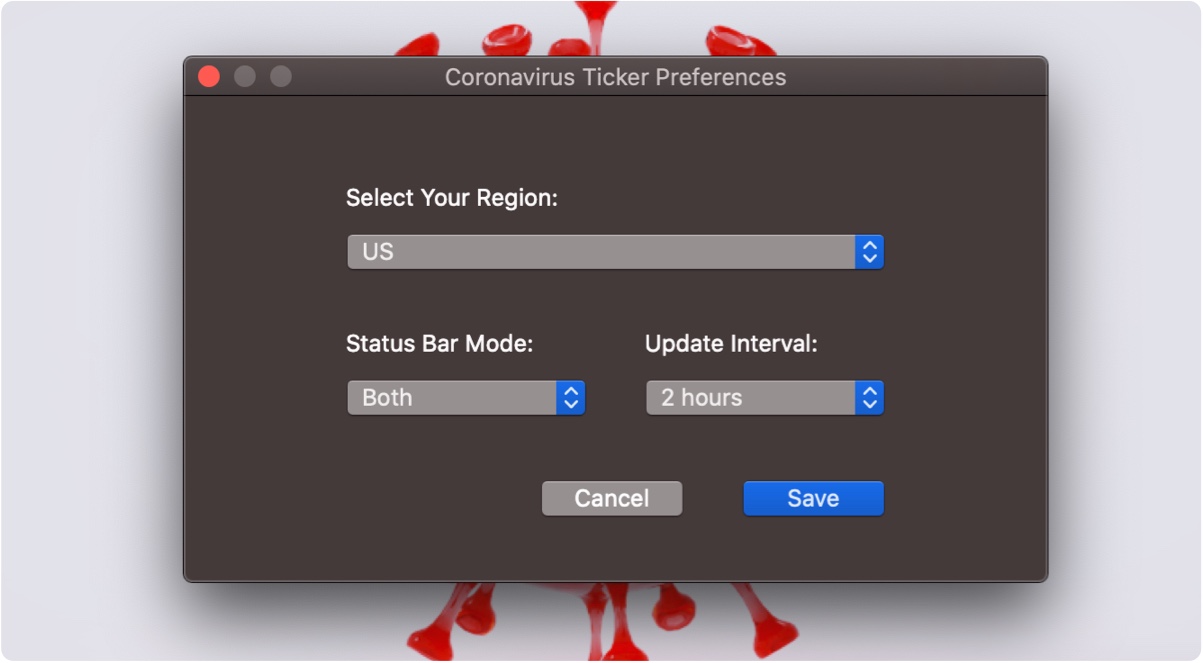 Coronavirus Ticker Preferences
Select Your Region:
US
Status Bar Mode: Update Interval:
Both 2 hours
Cancel Save